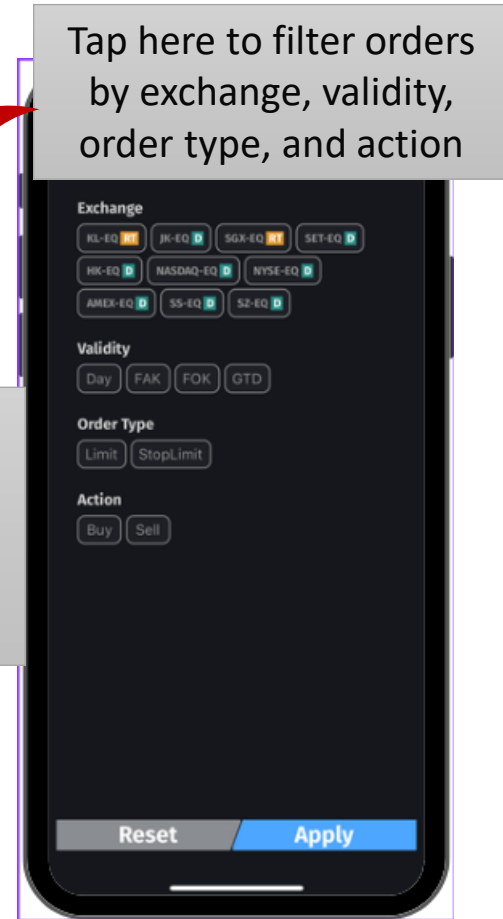 Tap here to filter orders
by exchange, validity,
order type, and action
Exchange
KL-EQ RT JK-EQ D SGX-EQ RT SET-EQ D
HK-EQ D NASDAQ-EQ D NYSE-EQ D
AMEX-EQ D SS-EQ D SZ-EQ D
Validity
Day FAK FOK GTD
Order Type
Limit StopLimit
Action
Buy Sell
Reset Apply